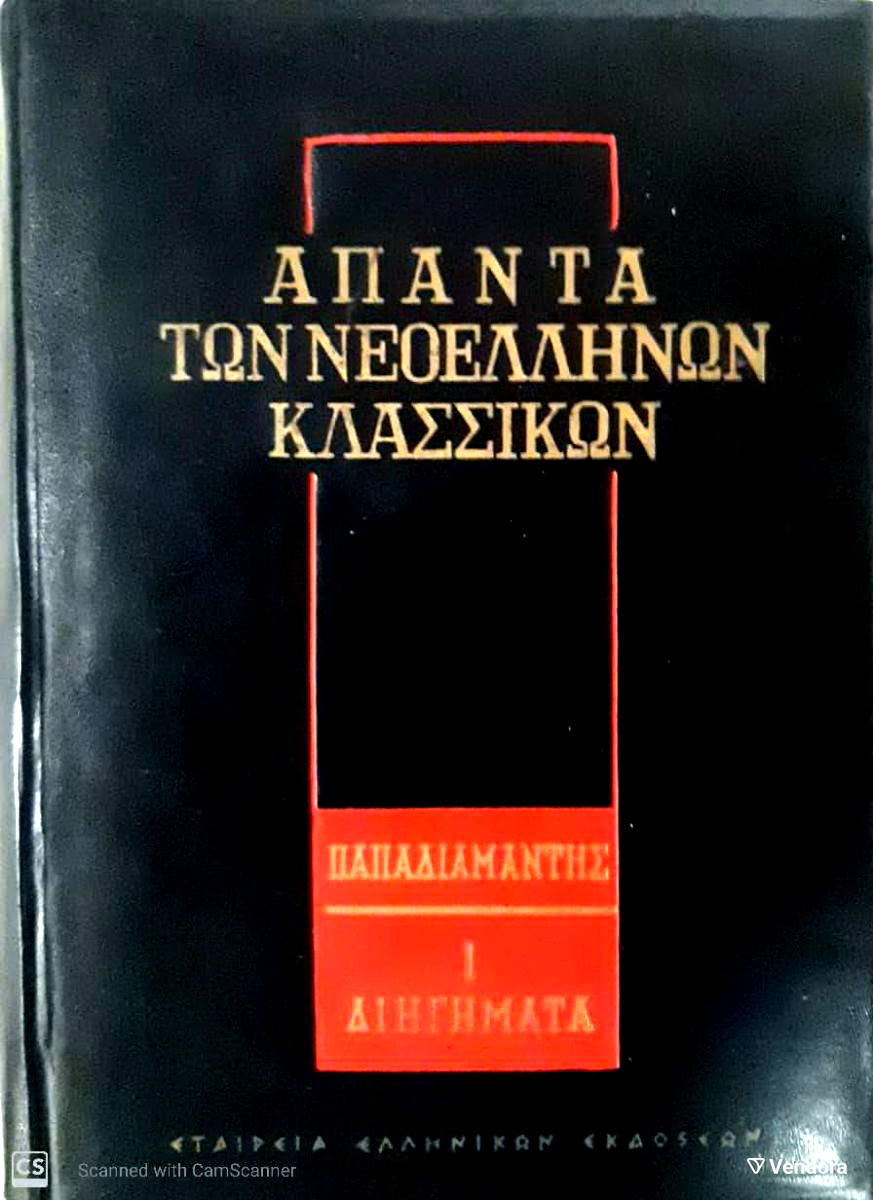 ΑΠΑΝΤΑ
ΤΩΝ ΝΕΟΕΛΛΗΝΩΝ
ΚΛΑΣΣΙΚΩΝ
ΠΑΠΑΔΙΑΜΑΝΤΗΣ
Ι
ΔΙΗΓΗΜΑΤΑ
ΕΤΑΙΡΕΙΑ ΕΛΛΗΝΙΚΩΝ ΕΚΔΟΣΕΩΝ
CS Scanned with CamScanner
Vendora